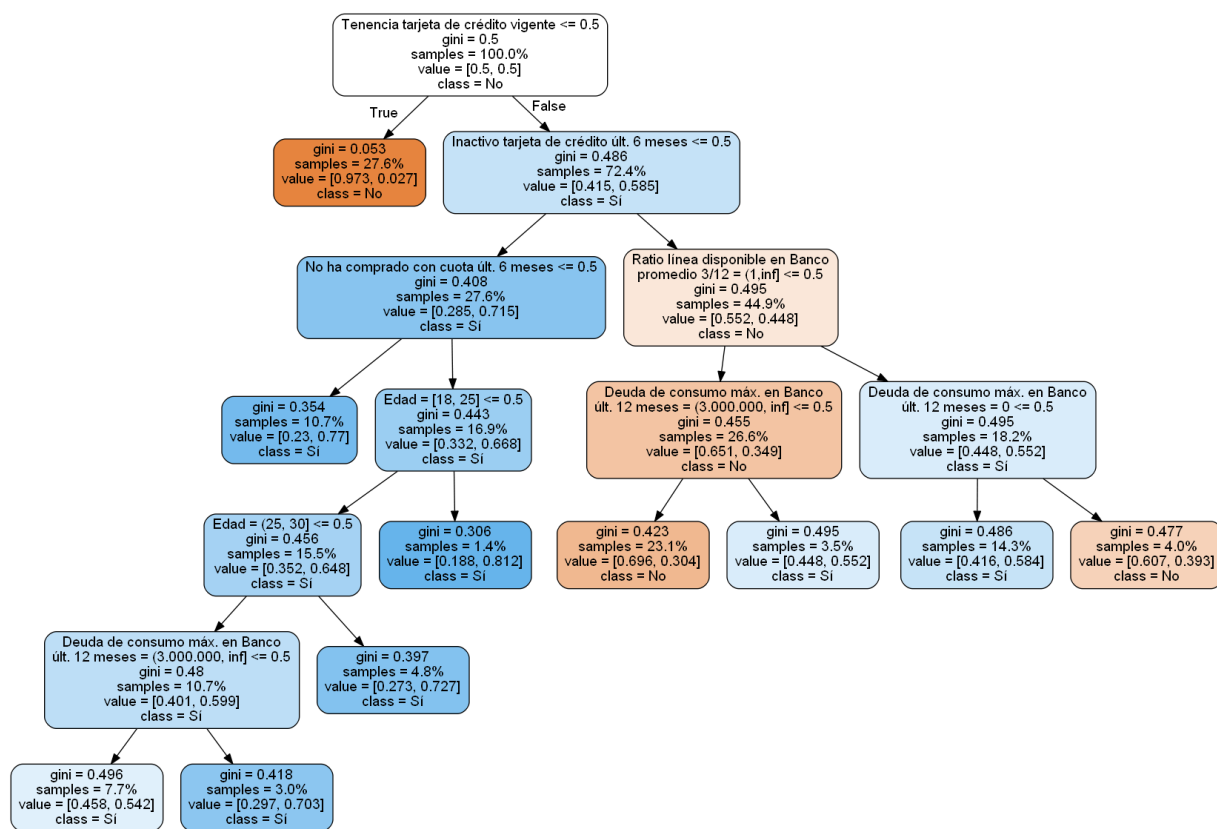 Tenencia tarjeta de crédito vigente <= 0.5
gini = 0.5
samples = 100.0%
value = [0.5, 0.5]
class = No
True
False
gini = 0.053
samples = 27.6%
value = [0.973, 0.027]
class = No
Inactivo tarjeta de crédito últ. 6 meses <= 0.5
gini = 0.486
samples = 72.4%
value = [0.415, 0.585]
class = Sí
No ha comprado con cuota últ. 6 meses <= 0.5
gini = 0.408
samples = 27.6%
value = [0.285, 0.715]
class = Sí
Ratio línea disponible en Banco
promedio 3/12 = (1,inf] <= 0.5
gini = 0.495
samples = 44.9%
value = [0.552, 0.448]
class = No
gini = 0.354
samples = 10.7%
value = [0.23, 0.77]
class = Sí
Edad = [18, 25] <= 0.5
gini = 0.443
samples = 16.9%
value = [0.332, 0.668]
class = Sí
Deuda de consumo máx. en Banco
últ. 12 meses = (3.000.000, inf] <= 0.5
gini = 0.455
samples = 26.6%
value = [0.651, 0.349]
class = No
Deuda de consumo máx. en Banco
últ. 12 meses = 0 <= 0.5
gini = 0.495
samples = 18.2%
value = [0.448, 0.552]
class = Sí
Edad = (25, 30] <= 0.5
gini = 0.456
samples = 15.5%
value = [0.352, 0.648]
class = Sí
gini = 0.306
samples = 1.4%
value = [0.188, 0.812]
class = Sí
gini = 0.423
samples = 23.1%
value = [0.696, 0.304]
class = No
gini = 0.495
samples = 3.5%
value = [0.448, 0.552]
class = Sí
gini = 0.486
samples = 14.3%
value = [0.416, 0.584]
class = Sí
gini = 0.477
samples = 4.0%
value = [0.607, 0.393]
class = No
Deuda de consumo máx. en Banco
últ. 12 meses = (3.000.000, inf] <= 0.5
gini = 0.48
samples = 10.7%
value = [0.401, 0.599]
class = Sí
gini = 0.397
samples = 4.8%
value = [0.273, 0.727]
class = Sí
gini = 0.496
samples = 7.7%
value = [0.458, 0.542]
class = Sí
gini = 0.418
samples = 3.0%
value = [0.297, 0.703]
class = Sí